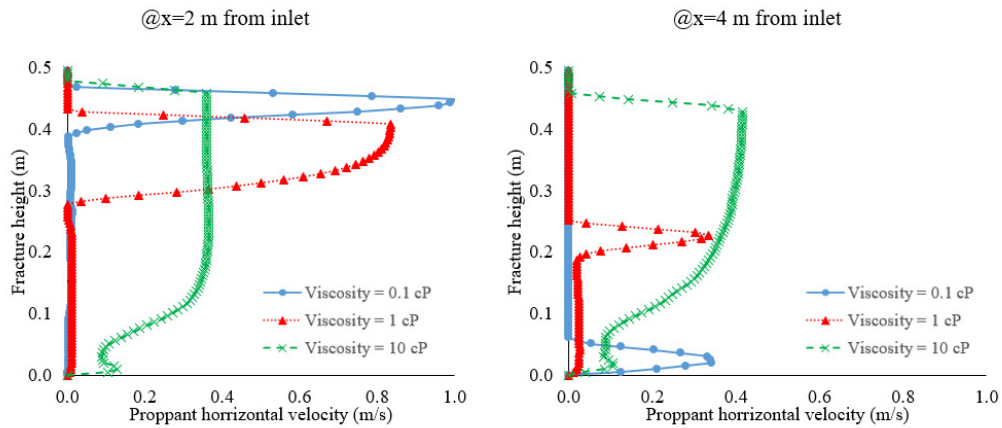 @x=2 m from inlet
0.5
0.4
0.3
0.2
0.1
0.0
Fracture height (m)
Viscosity = 0.1 cP
Viscosity = 1 cP
Viscosity = 10 cP
0.0 0.2 0.4 0.6 0.8 1.0
Proppant horrizontal velocity (m/s)
@x=4 m from inlet
0.5
0.4
0.3
0.2
0.1
0.0
Fracture height (m)
Viscosity = 0.1 cP
Viscosity = 1 cP
Viscosity = 10 cP
0.0 0.2 0.4 0.6 0.8 1.0
Proppant horrizontal velocity (m/s)